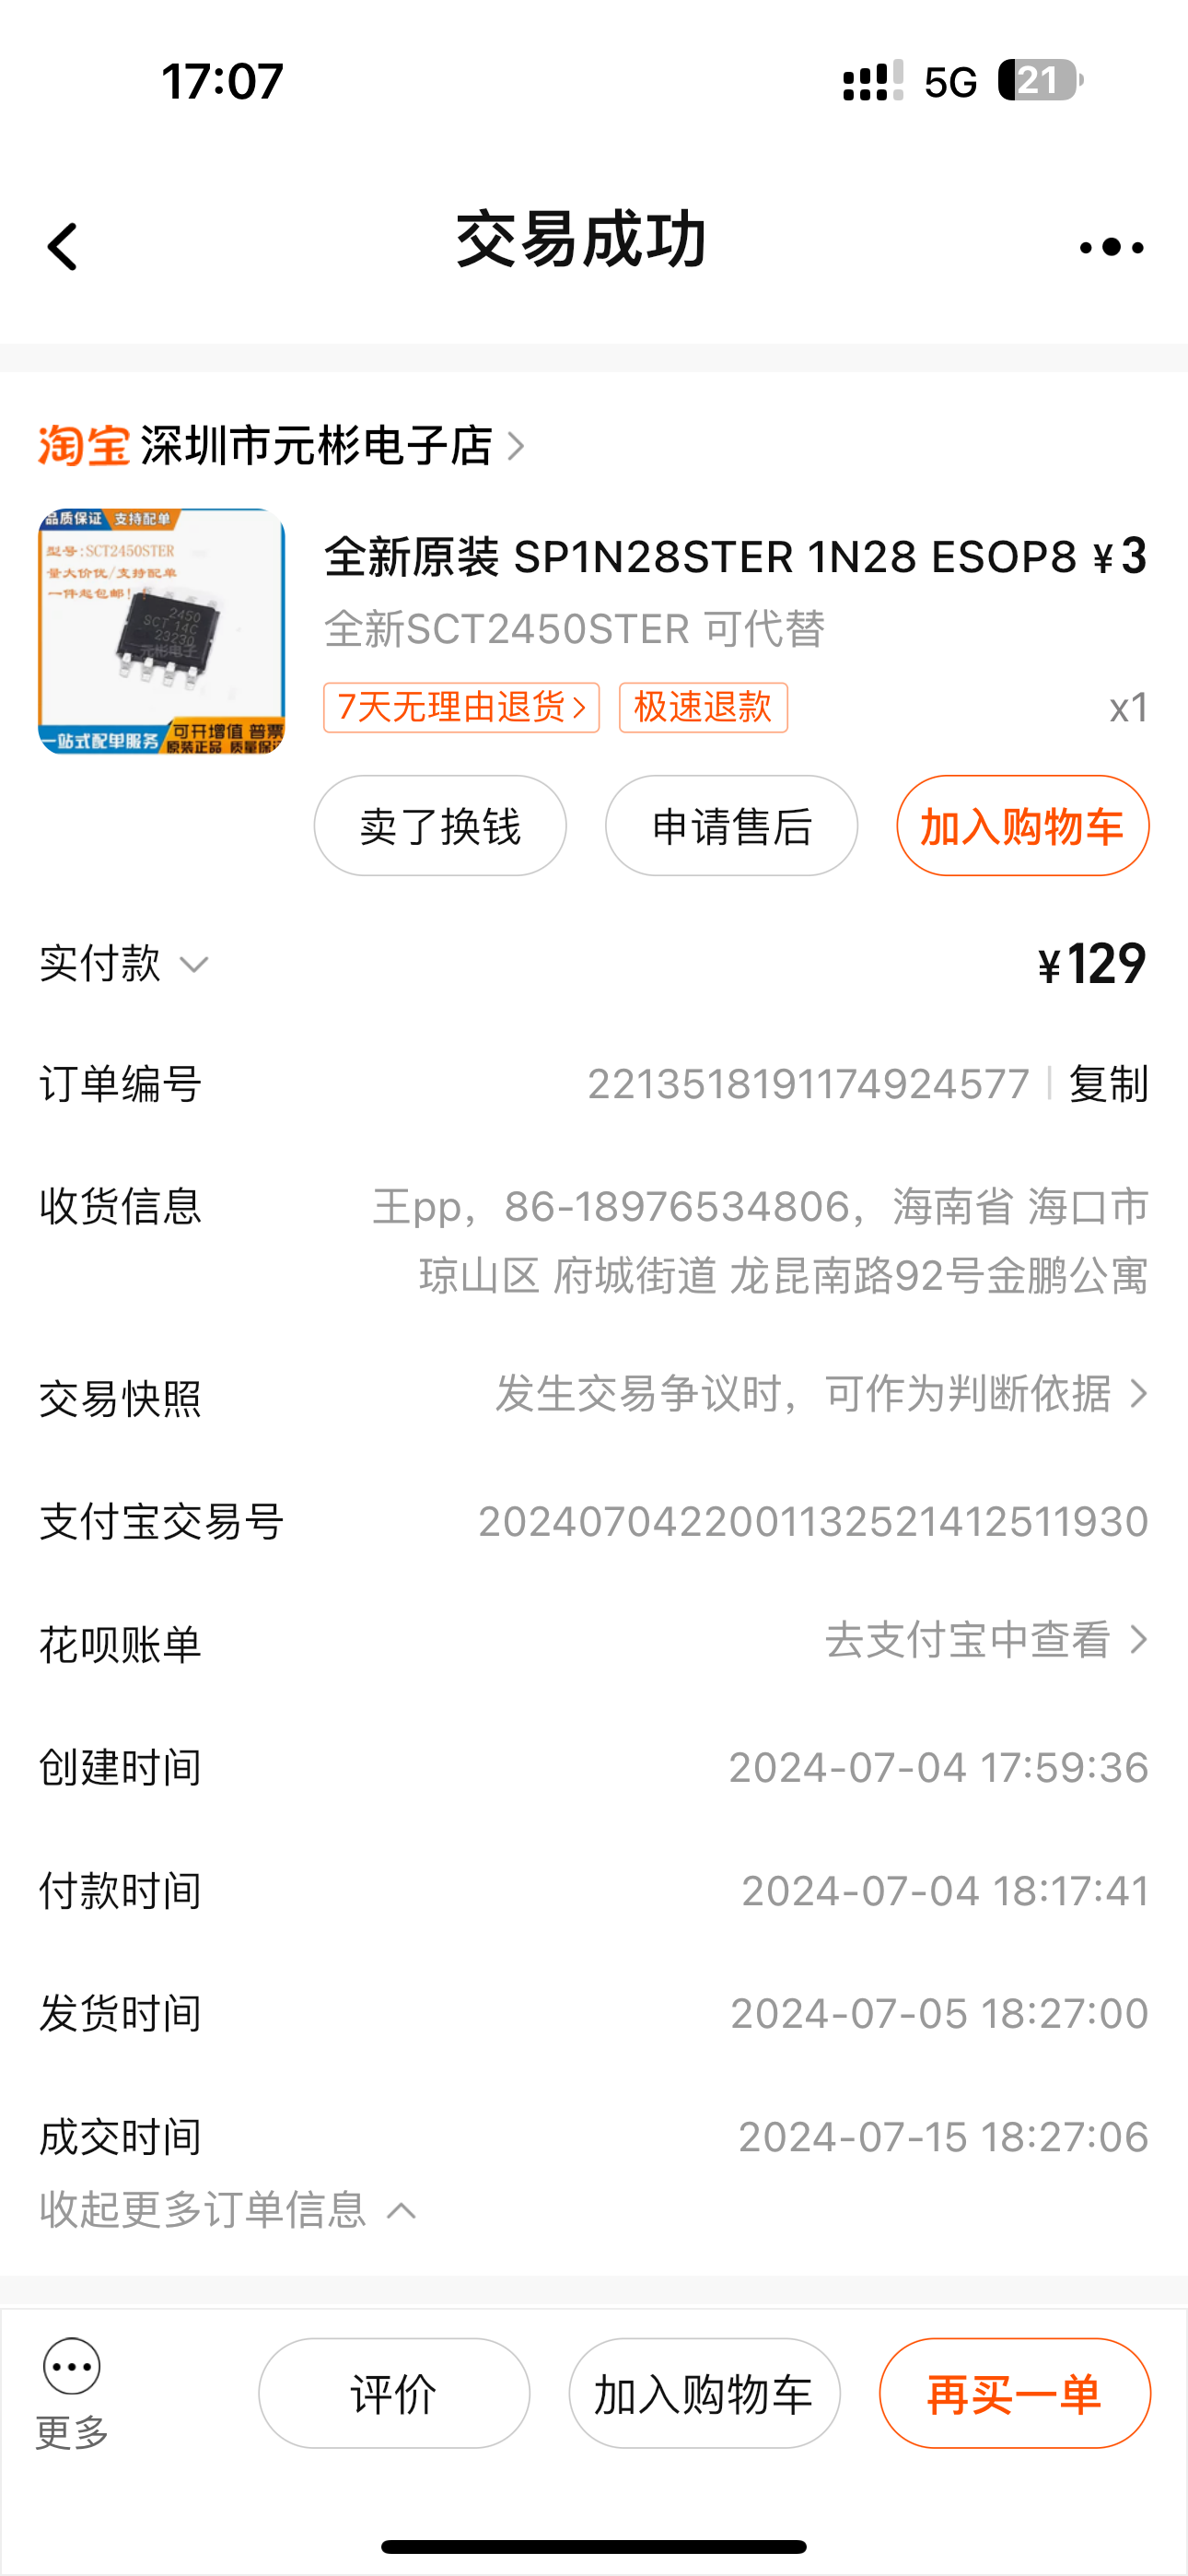 17:07
5G 21
交易成功
淘宝 深圳市元彬电子店
品质保证 支持配单
型号:SCT2450STER
量大价优/支持配单
一件起包邮!
2450
SCT 14C
23230
元彬电子
一站式配单服务
可开增值 普票
原装正品 质量保证
全新原装 SP1N28STER 1N28 ESOP8 ¥3
全新SCT2450STER 可代替
7天无理由退货 极速退款 x1
卖了换钱 申请售后 加入购物车
实付款 ¥129
订单编号 2213518191174924577 复制
收货信息 王pp，86-18976534806，海南省 海口市
琼山区 府城街道 龙昆南路92号金鹏公寓
交易快照 发生交易争议时，可作为判断依据
支付宝交易号 2024070422001132521412511930
花呗账单 去支付宝中查看
创建时间 2024-07-04 17:59:36
付款时间 2024-07-04 18:17:41
发货时间 2024-07-05 18:27:00
成交时间 2024-07-15 18:27:06
收起更多订单信息
更多 评价 加入购物车 再买一单